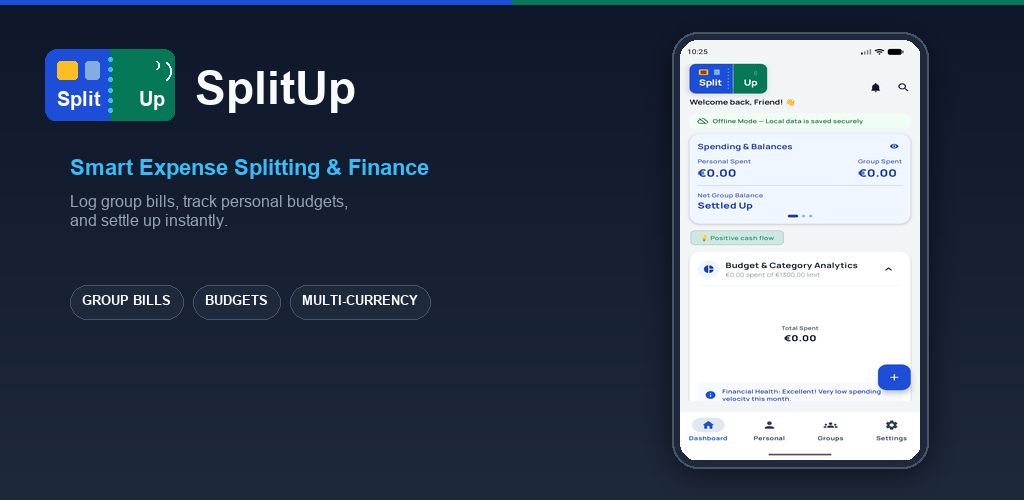 Split Up
SplitUp
Smart Expense Splitting & Finance
Log group bills, track personal budgets,
and settle up instantly.
GROUP BILLS
BUDGETS
MULTI-CURRENCY
10:25
Split Up
Welcome back, Friend! 👋
Offline Mode — Local data is saved securely
Spending & Balances
Personal Spent
Group Spent
€0.00
€0.00
Net Group Balance
Settled Up
💡 Positive cash flow
Budget & Category Analytics
€0.00 spent of €1300.00 limit
Total Spent
€0.00
+
Financial Health: Excellent! Very low spending
velocity this month.
Dashboard
Personal
Groups
Settings